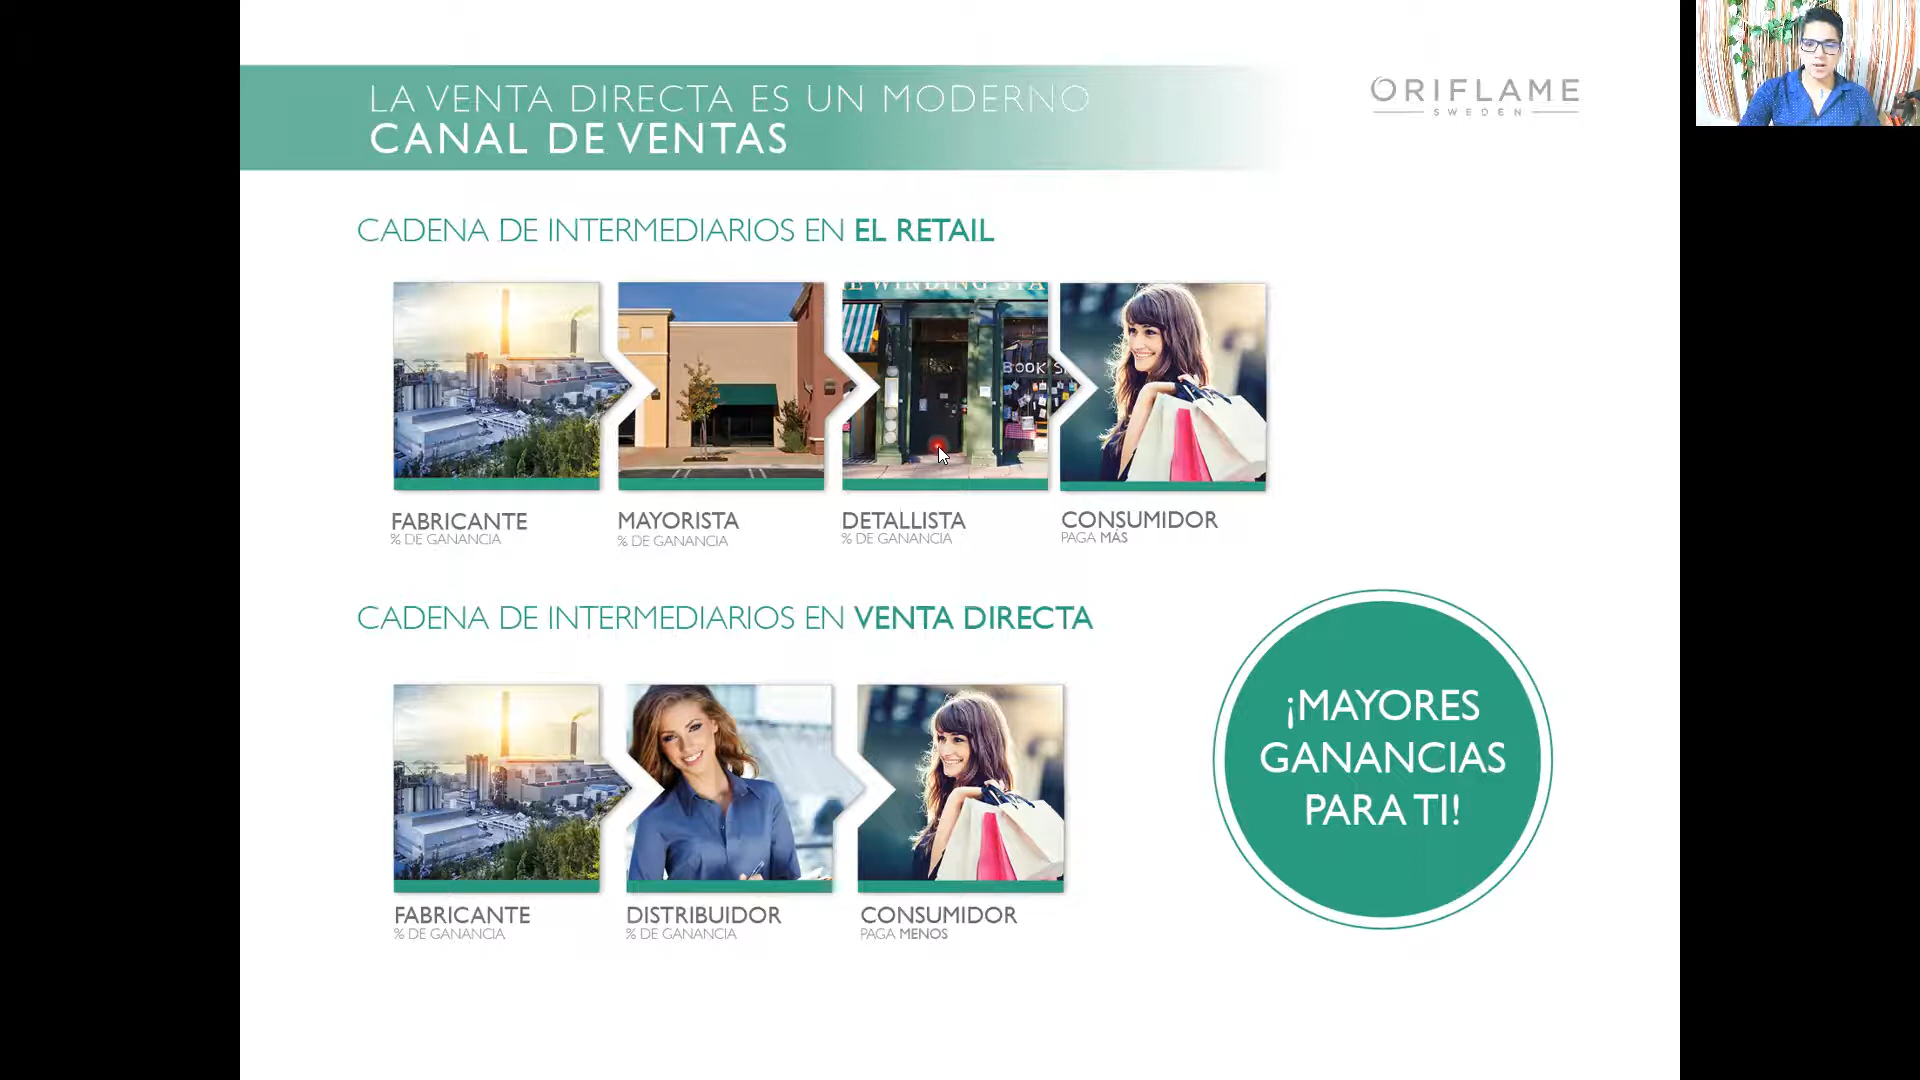 LA VENTA DIRECTA ES UN MODERNO
CANAL DE VENTAS
ORIFLAME
SWEDEN
CADENA DE INTERMEDIARIOS EN EL RETAIL
BOOK
FABRICANTE
% DE GANANCIA
MAYORISTA
% DE GANANCIA
DETALLISTA
% DE GANANCIA
CONSUMIDOR
PAGA MÁS
CADENA DE INTERMEDIARIOS EN VENTA DIRECTA
¡MAYORES
GANANCIAS
PARA TI!
FABRICANTE
% DE GANANCIA
DISTRIBUIDOR
% DE GANANCIA
CONSUMIDOR
PAGA MENOS